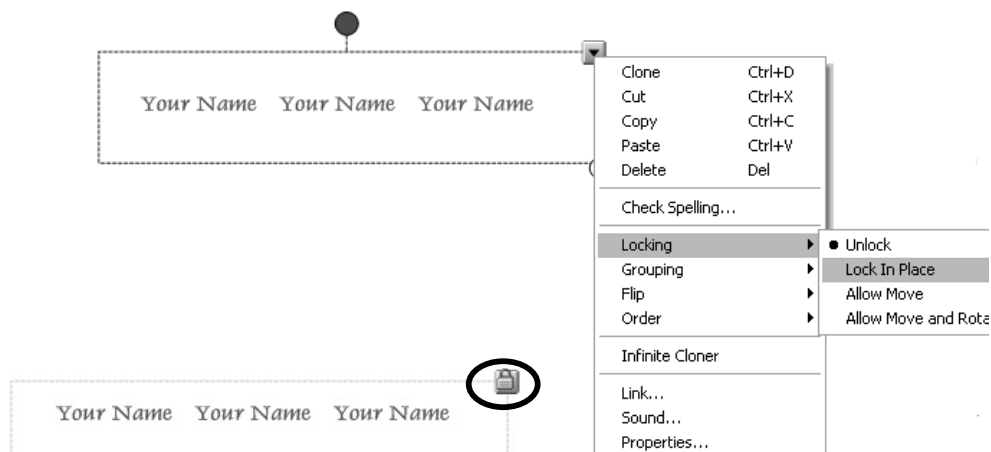 Clone Ctrl+D
Your Name Your Name Your Name
Cut Ctrl+X
Copy Ctrl+C
Paste Ctrl+V
Delete Del
Check Spelling...
Locking
Grouping
Flip
Order
Unlock
Lock In Place
Allow Move
Allow Move and Rota
Infinite Cloner
Link...
Sound...
Properties...
Your Name Your Name Your Name